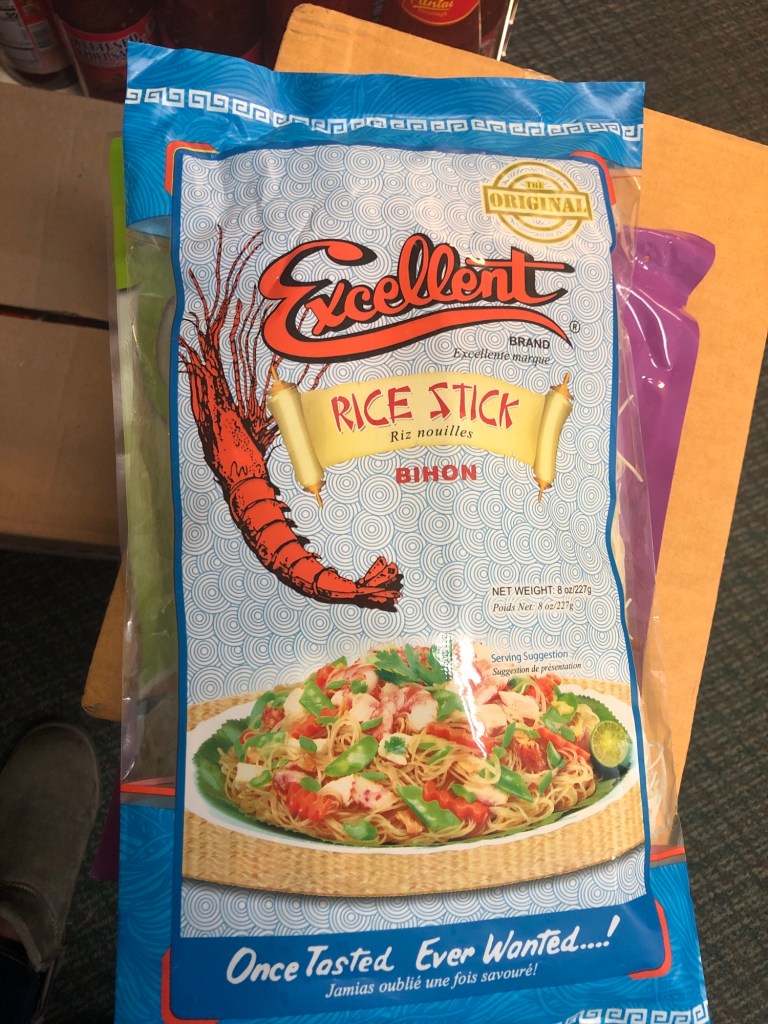 THE
ORIGINAL
Excellent
®
BRAND
Excellente marque
RICE STICK
Riz nouilles
BIHON
NET WEIGHT: 8 oz/227g
Poids Net: 8 oz/227g
Serving Suggestion
Suggestion de présentation
Once Tasted Ever Wanted....!
Jamias oublié une fois savouré!